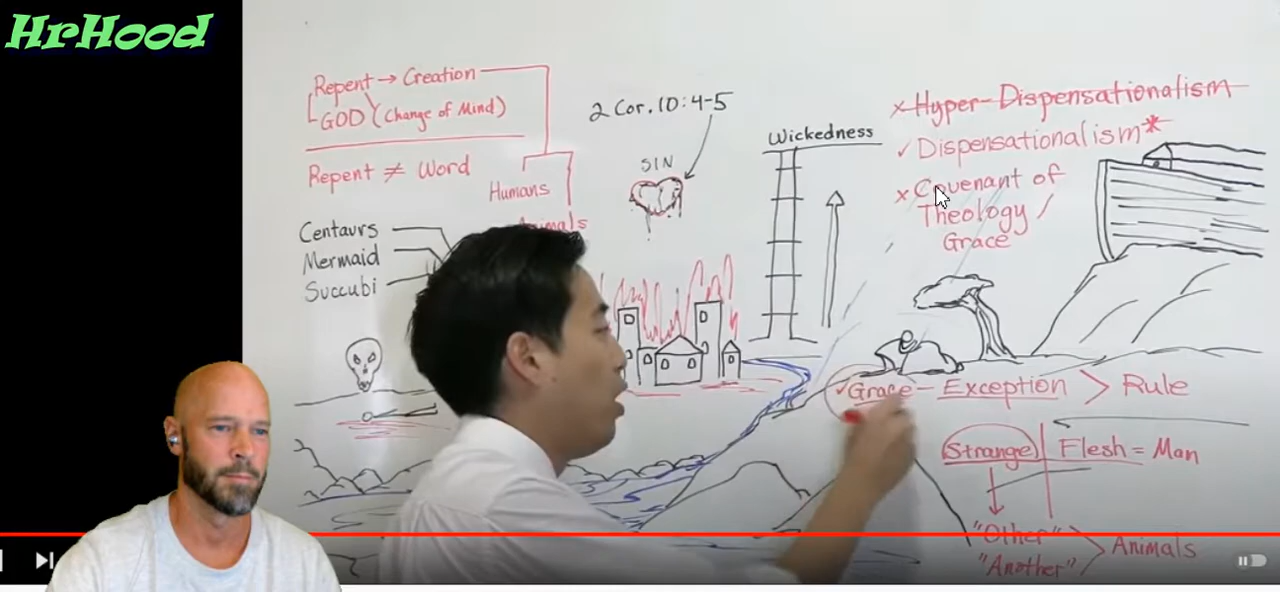 HrHood
Repent → Creation
GOD (Change of Mind)
Repent ≠ Word
Humans
Animals
Centaurs
Mermaid
Succubi
2 Cor. 10:4-5
SIN
Wickedness
x Hyper-Dispensationalism
✓ Dispensationalism*
x Covenant of
Theology /
Grace
✓Grace - Exception > Rule
Strange Flesh = Man
"Other"
"Another" > Animals